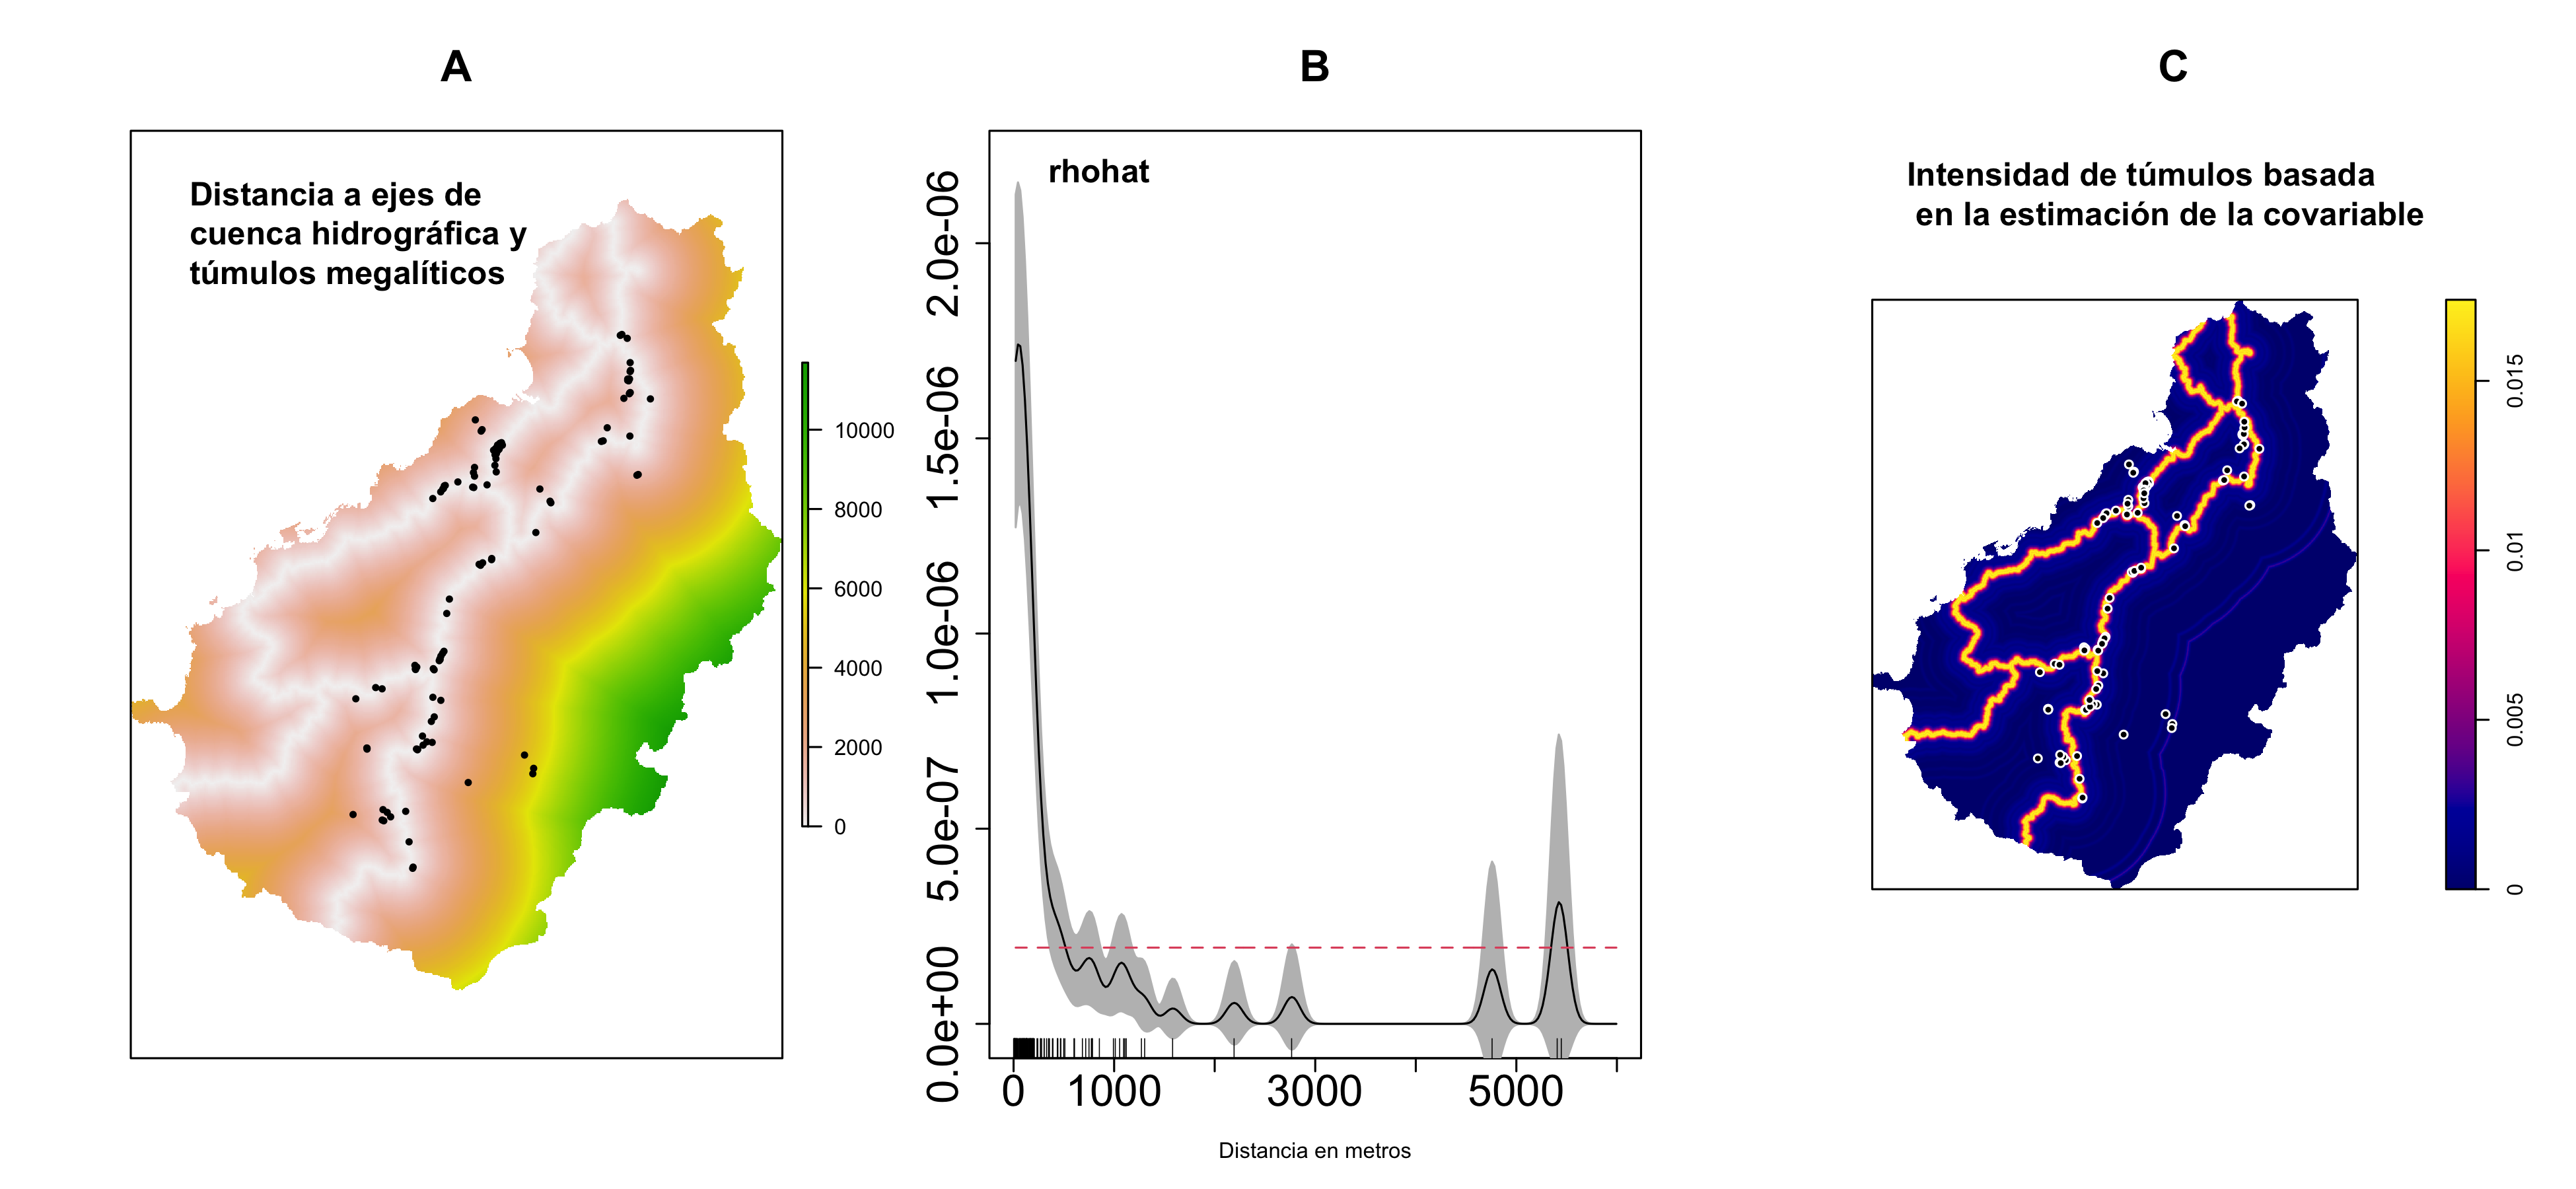 A
B
C
Distancia a ejes de
cuenca hidrográfica y
túmulos megalíticos
10000
8000
6000
4000
2000
0
rhohat
2.0e-06
1.5e-06
1.0e-06
5.0e-07
0.0e+00
0
1000
3000
5000
Distancia en metros
Intensidad de túmulos basada
en la estimación de la covariable
0.015
0.01
0.005
0